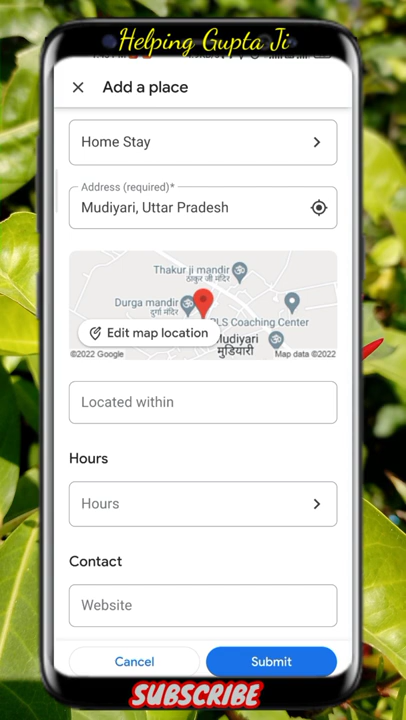 Helping Gupta Ji
Add a place
Home Stay
Address (required)*
Mudiyari, Uttar Pradesh
Thakur ji mandir
ठाकुर जी मंदिर
Durga mandir
दुर्गा मंदिर
Edit map location
LS Coaching Center
Mudiyari
मुडियारी
©2022 Google
Map data ©2022
Located within
Hours
Hours
Contact
Website
Cancel
Submit
SUBSCRIBE